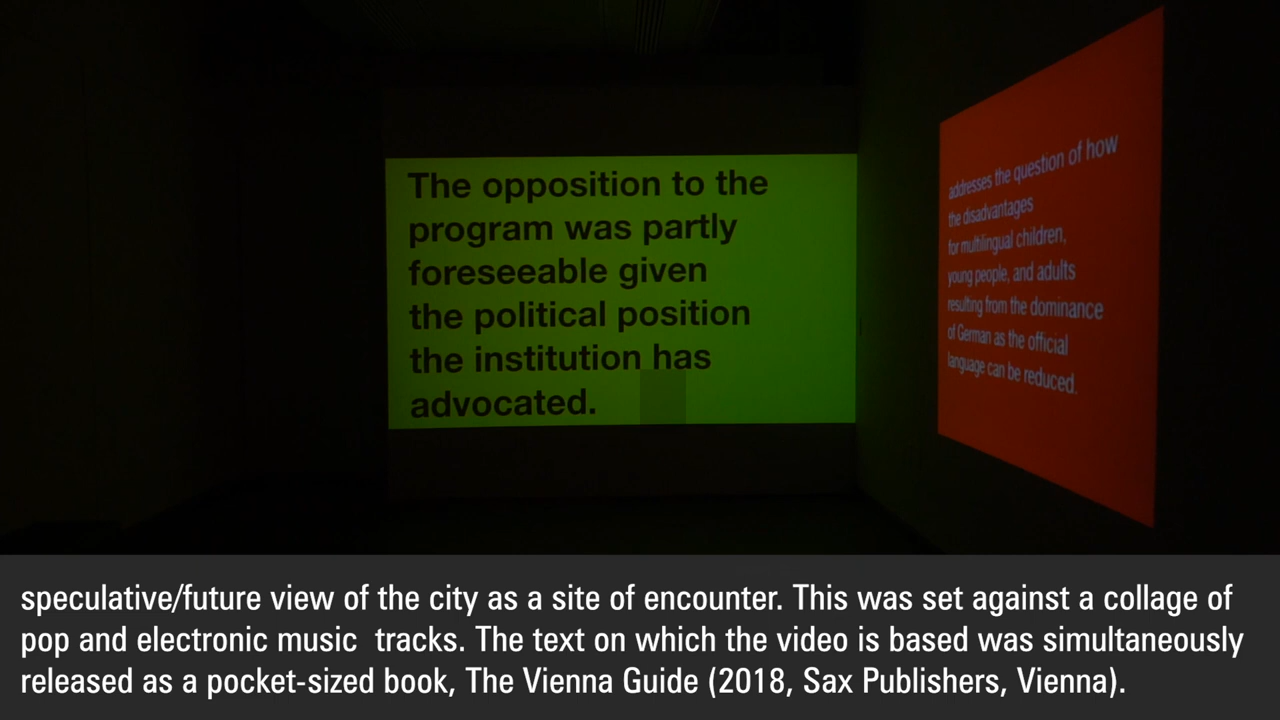 The opposition to the
program was partly
foreseeable given
the political position
the institution has
advocated.
addresses the question of how
the disadvantages
for multilingual children,
young people, and adults
resulting from the dominance
of German as the official
language can be reduced.
speculative/future view of the city as a site of encounter. This was set against a collage of
pop and electronic music  tracks. The text on which the video is based was simultaneously
released as a pocket-sized book, The Vienna Guide (2018, Sax Publishers, Vienna).